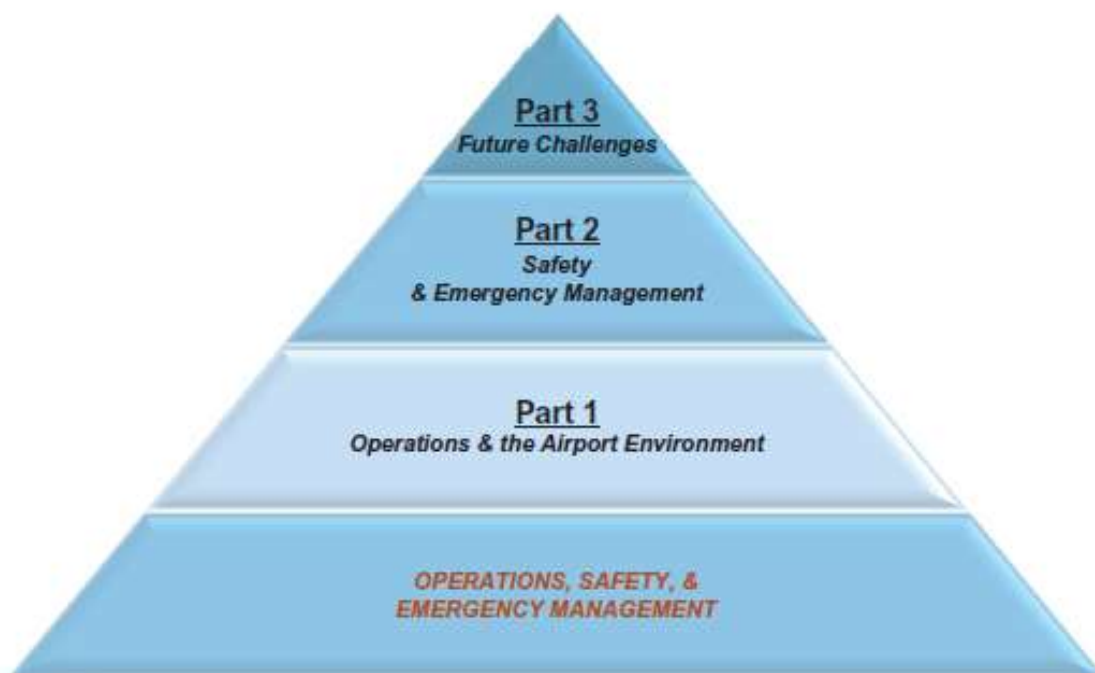 Part 3
Future Challenges
Part 2
Safety
& Emergency Management
Part 1
Operations & the Airport Environment
OPERATIONS, SAFETY, &
EMERGENCY MANAGEMENT